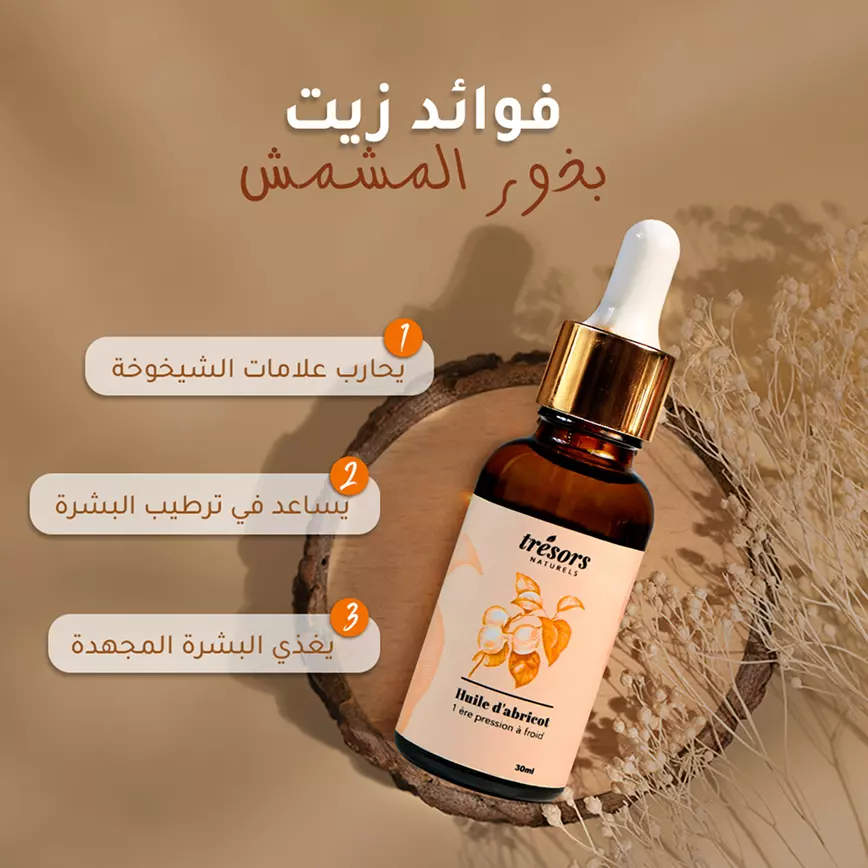 فوائد زيت
بذور المشمش
1
يحارب علامات الشيخوخة
2
يساعد في ترطيب البشرة
3
يغذي البشرة المجهدة
trésors
NATURELS
Huile d'abricot
1 ère pression à froid
30ml